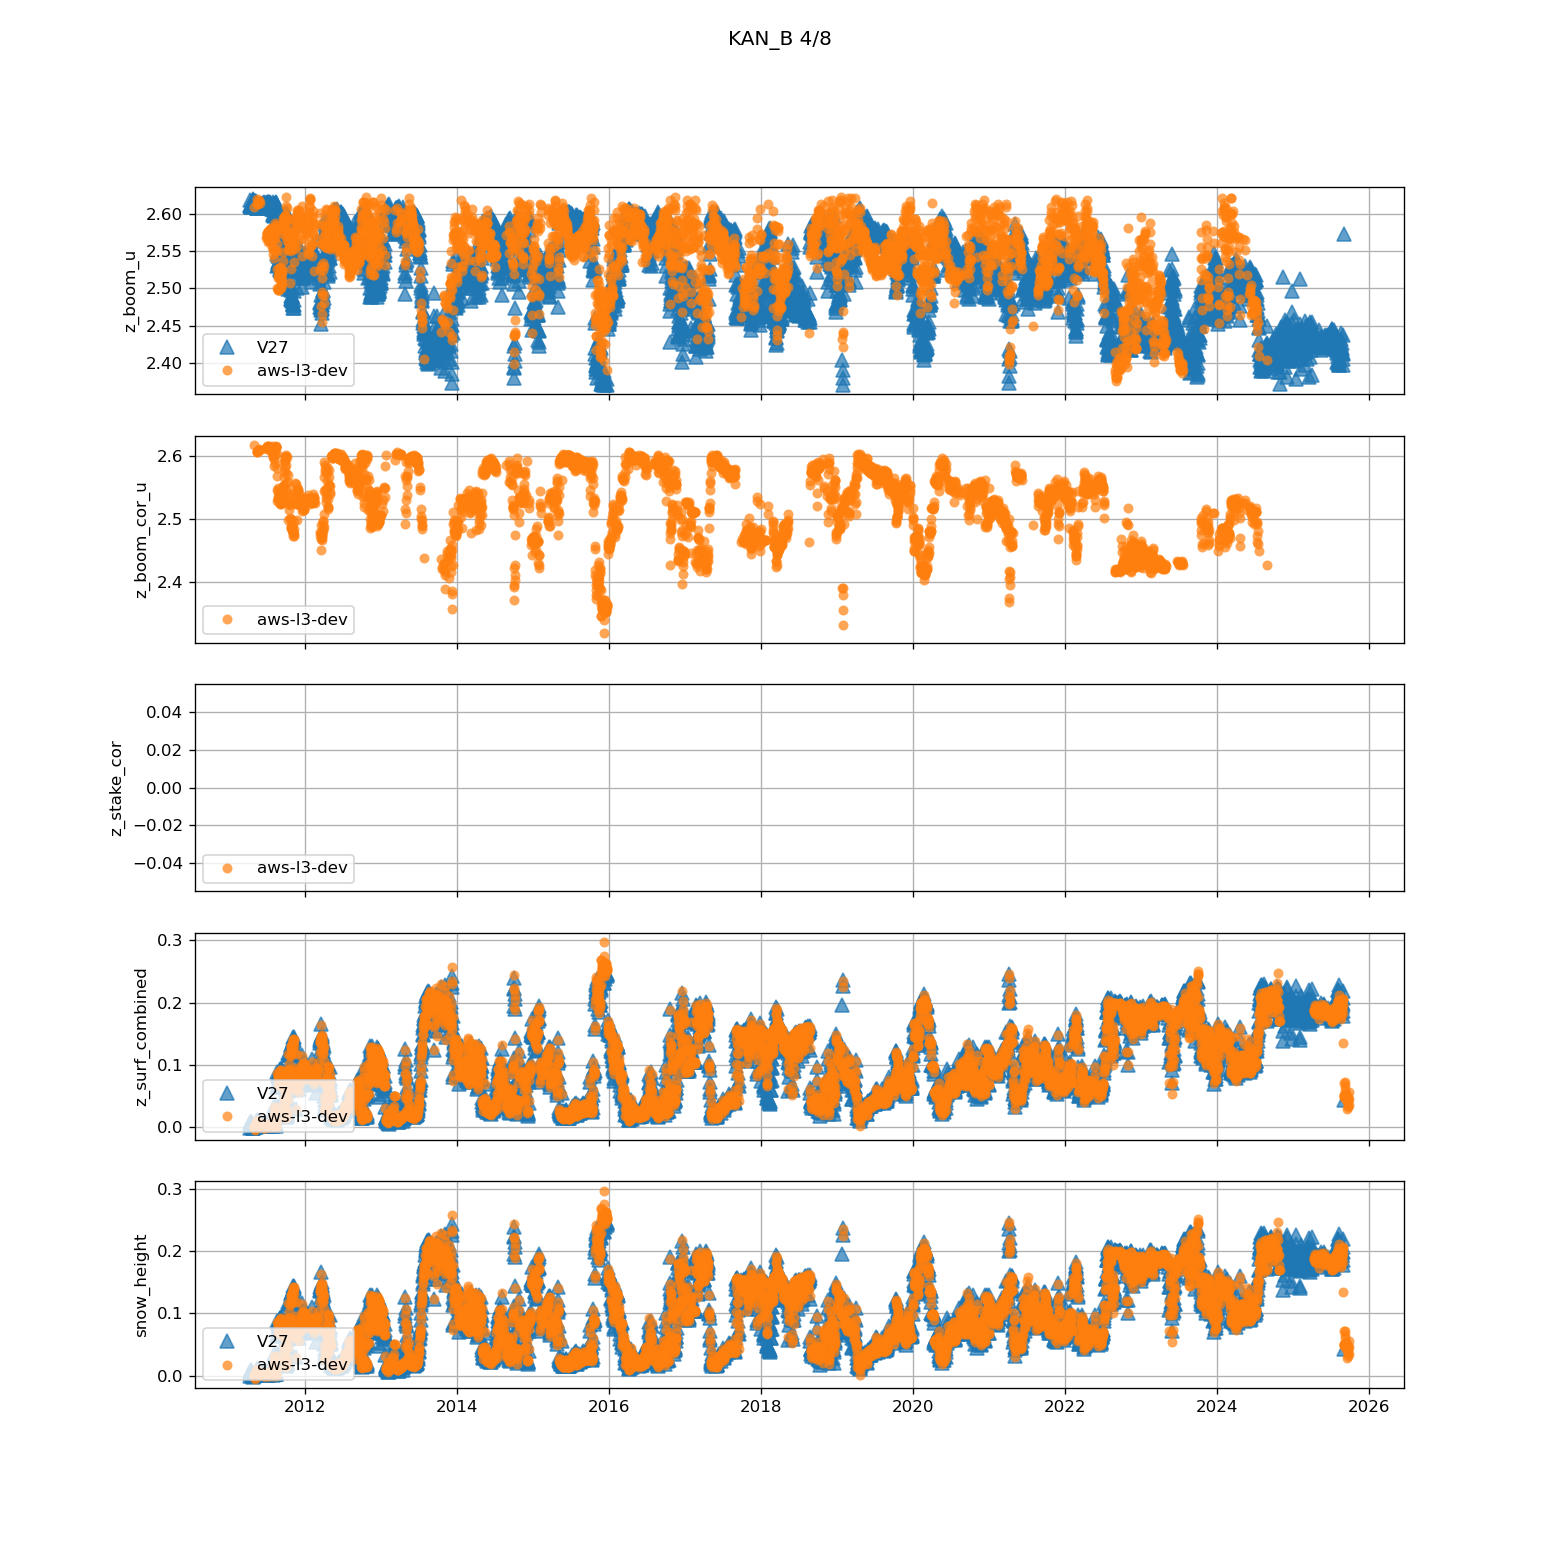 KAN_B 4/8
z_boom_u
2.60
2.55
2.50
2.45
2.40
V27
aws-l3-dev
z_boom_cor_u
2.6
2.5
2.4
aws-l3-dev
z_stake_cor
0.04
0.02
0.00
−0.02
−0.04
aws-l3-dev
z_surf_combined
0.3
0.2
0.1
0.0
V27
aws-l3-dev
snow_height
0.3
0.2
0.1
0.0
V27
aws-l3-dev
2012 2014 2016 2018 2020 2022 2024 2026